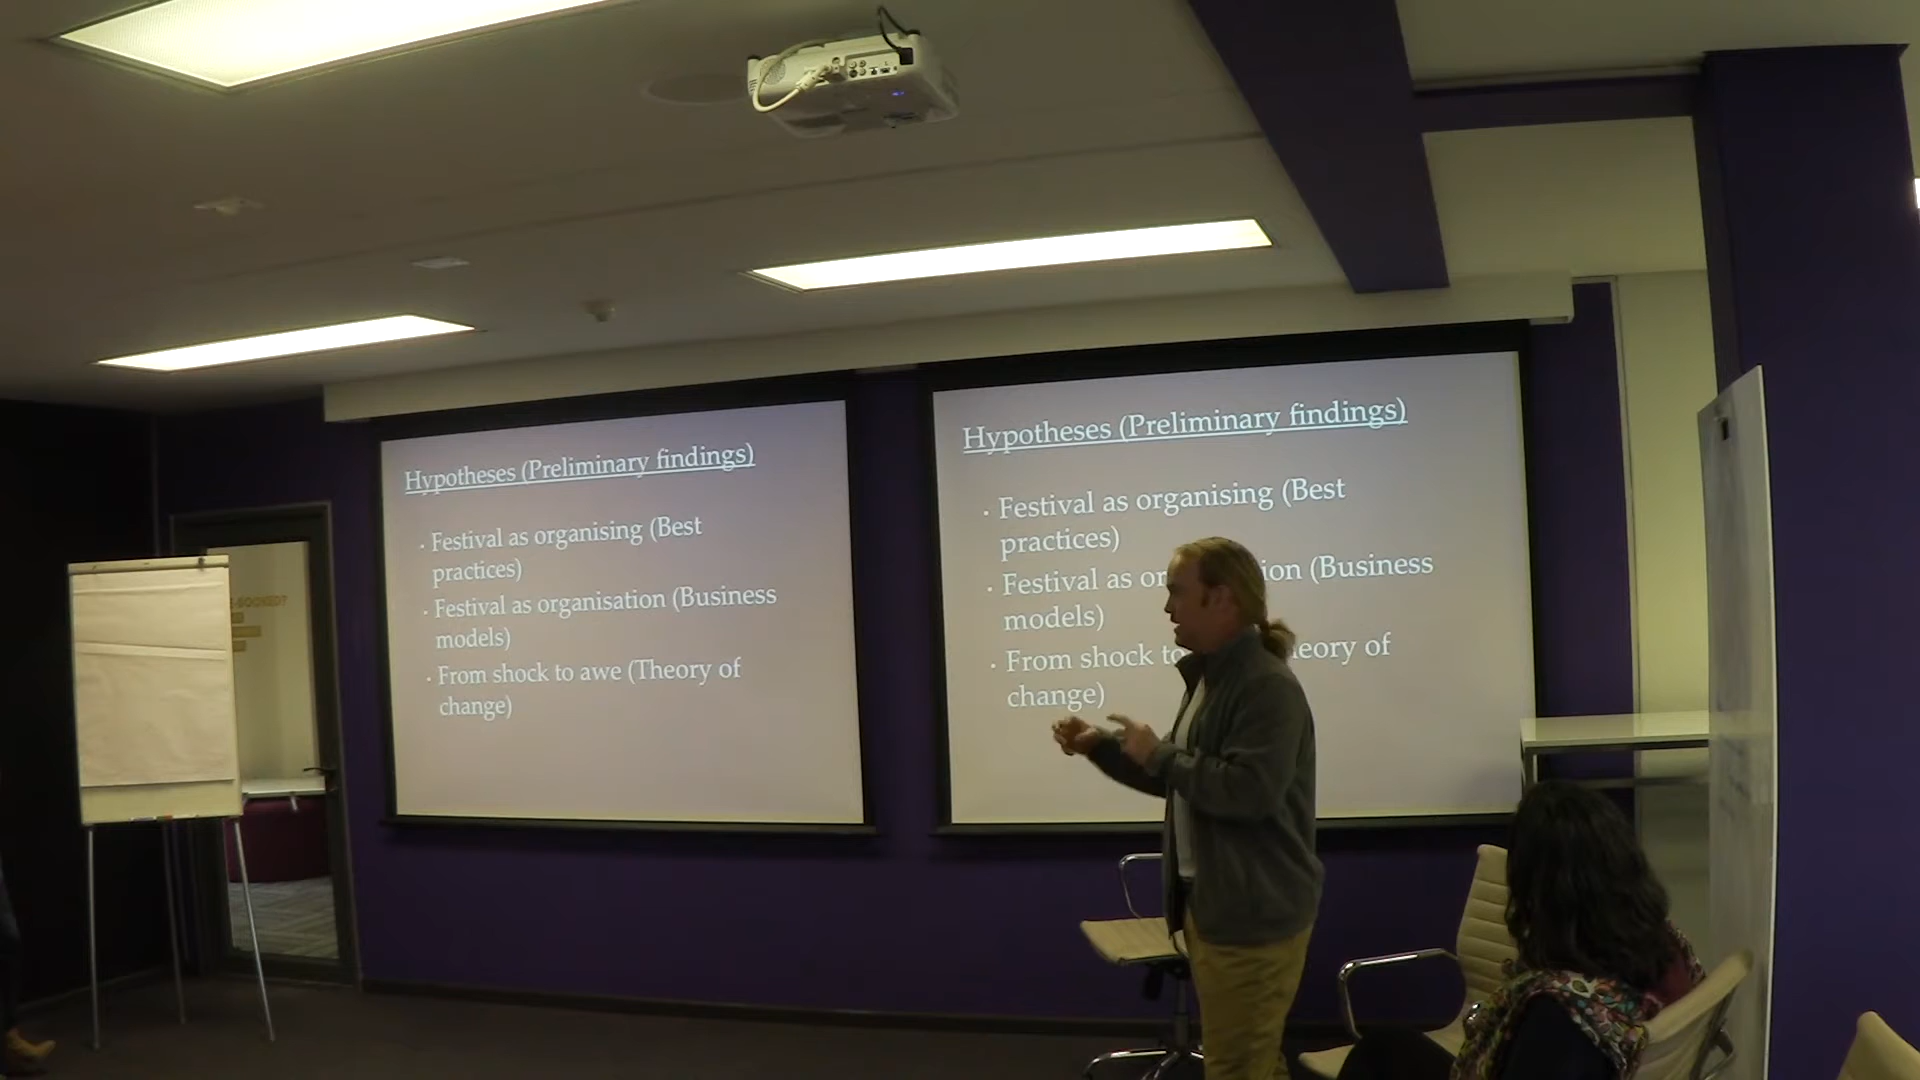 Hypotheses (Preliminary findings)
· Festival as organising (Best
practices)
· Festival as organisation (Business
models)
· From shock to awe (Theory of
change)
Hypotheses (Preliminary findings)
· Festival as organising (Best
practices)
· Festival as ion (Business
models)
· From shock to of
change)
BOOKED?